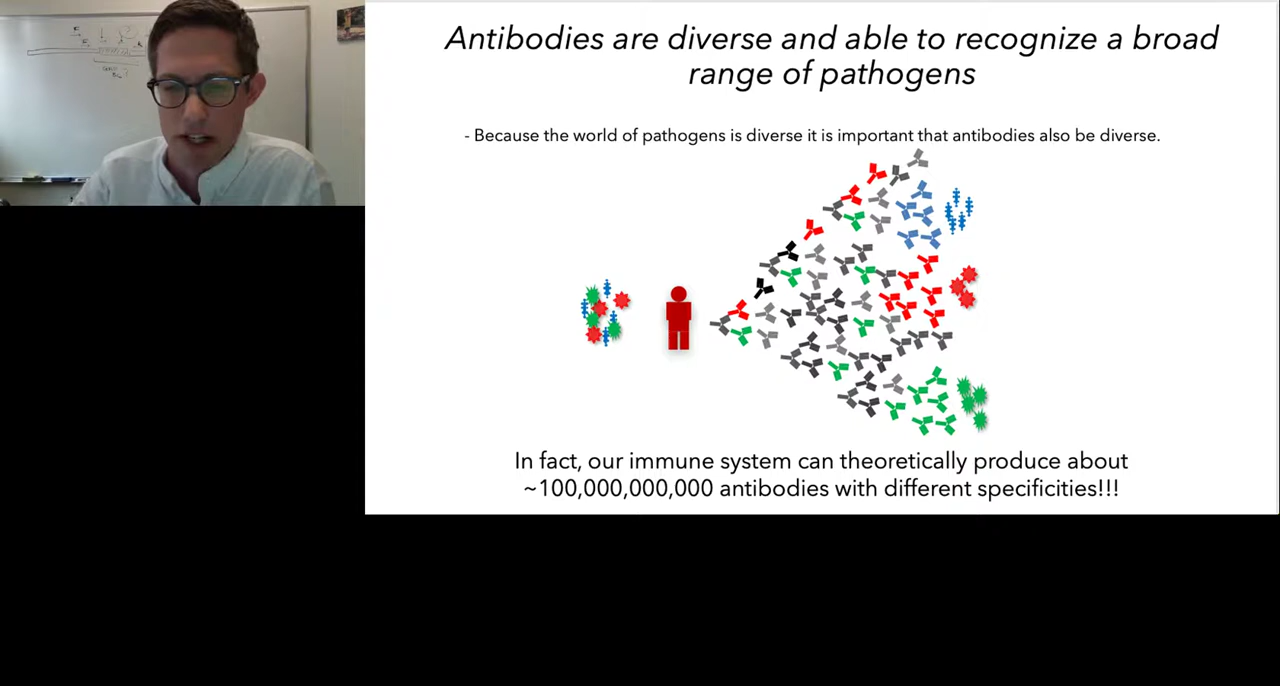 Antibodies are diverse and able to recognize a broad
range of pathogens
- Because the world of pathogens is diverse it is important that antibodies also be diverse.
In fact, our immune system can theoretically produce about
~100,000,000,000 antibodies with different specificities!!!